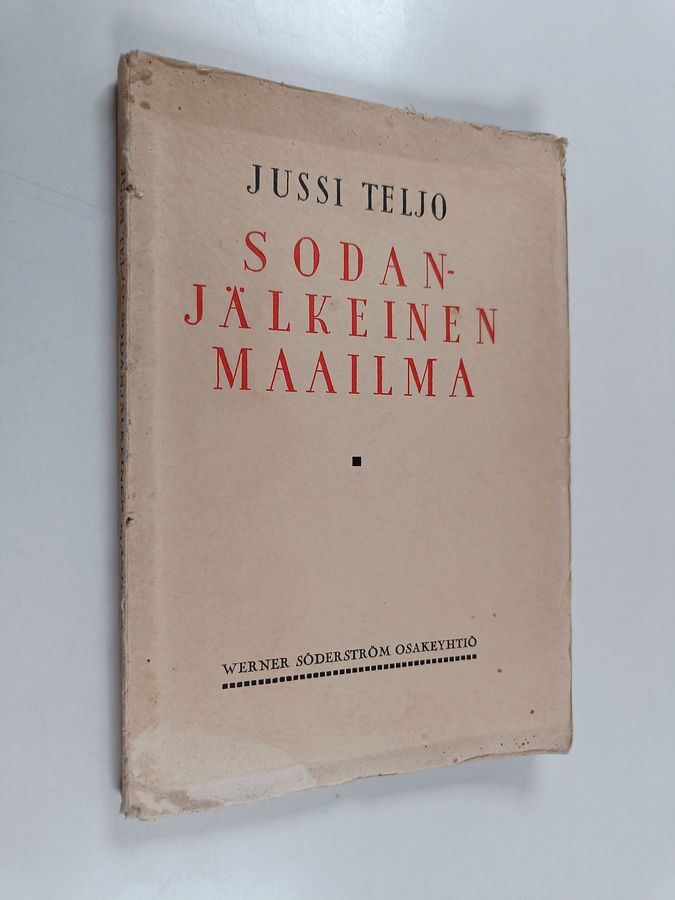 JUSSI TELJO
SODAN-
JÄLKEINEN
MAAILMA
WERNER SÖDERSTRÖM OSAKEYHTIÖ